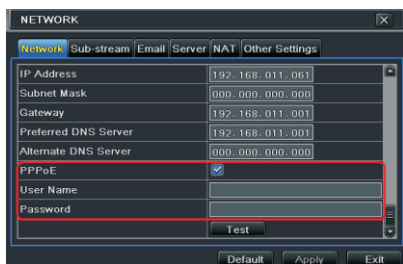 NETWORK
Network Sub-stream Email Server NAT Other Settings
IP Address 192.168.011.061
Subnet Mask 000.000.000.000
Gateway 192.168.011.001
Preferred DNS Server 192.168.011.001
Alternate DNS Server 000.000.000.000
PPPoE
User Name
Password
Test
Default Apply Exit